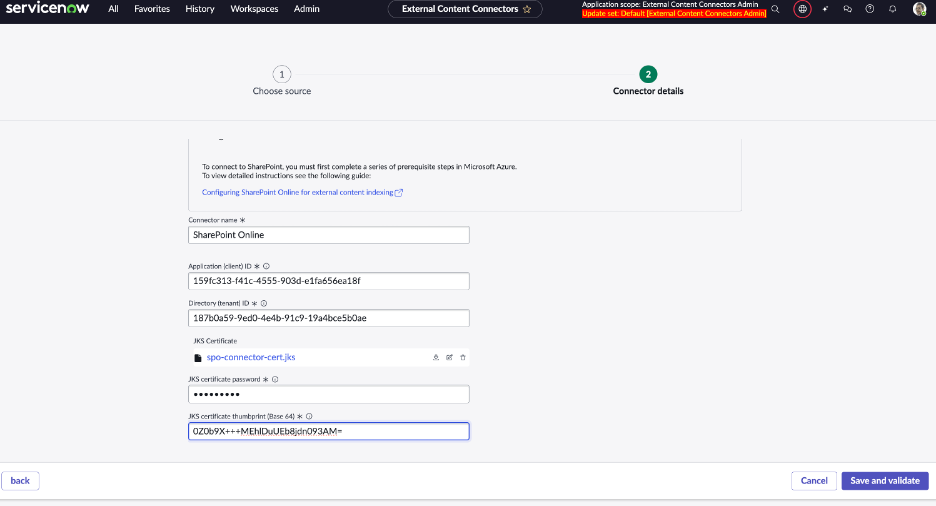 servicenow All Favorites History Workspaces Admin External Content Connectors ☆ Application scope: External Content Connectors Admin
Update set: Default [External Content Connectors Admin]
1 2
Choose source Connector details
To connect to SharePoint, you must first complete a series of prerequisite steps in Microsoft Azure.
To view detailed instructions see the following guide:
Configuring SharePoint Online for external content indexing
Connector name *
SharePoint Online
Application (client) ID *
159fc313-f41c-4555-903d-e1fa656ea18f
Directory (tenant) ID *
187b0a59-9ed0-4e4b-91c9-19a4bce5b0ae
JKS Certificate
spo-connector-cert.jks
JKS certificate password *
•••••••••
JKS certificate thumbprint (Base 64) *
0Z0b9X+++MEhlDuUEb8jdn093AM=
back Cancel Save and validate